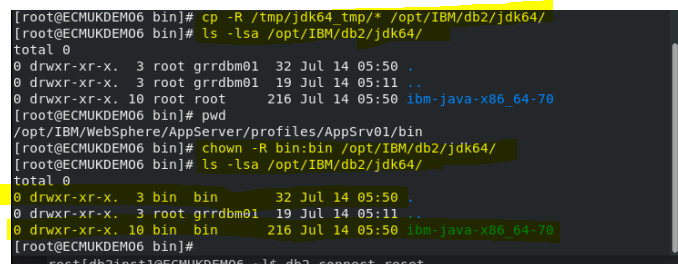 [root@ECMUKDEMO6 bin]# cp -R /tmp/jdk64_tmp/* /opt/IBM/db2/jdk64/
[root@ECMUKDEMO6 bin]# ls -lsa /opt/IBM/db2/jdk64/
total 0
0 drwxr-xr-x. 3 root grrdbm01 32 Jul 14 05:50 .
0 drwxr-xr-x. 3 root grrdbm01 19 Jul 14 05:11 ..
0 drwxr-xr-x. 10 root root 216 Jul 14 05:50 ibm-java-x86_64-70
[root@ECMUKDEMO6 bin]# pwd
/opt/IBM/WebSphere/AppServer/profiles/AppSrv01/bin
[root@ECMUKDEMO6 bin]# chown -R bin:bin /opt/IBM/db2/jdk64/
[root@ECMUKDEMO6 bin]# ls -lsa /opt/IBM/db2/jdk64/
total 0
0 drwxr-xr-x. 3 bin bin 32 Jul 14 05:50 .
0 drwxr-xr-x. 3 root grrdbm01 19 Jul 14 05:11 ..
0 drwxr-xr-x. 10 bin bin 216 Jul 14 05:50 ibm-java-x86_64-70
[root@ECMUKDEMO6 bin]#